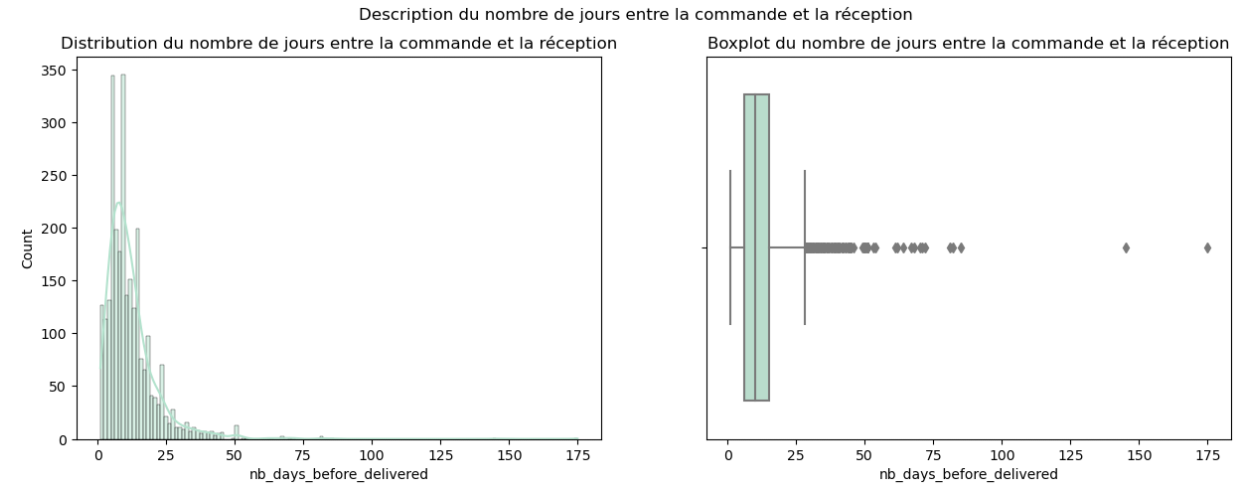 Description du nombre de jours entre la commande et la réception
Distribution du nombre de jours entre la commande et la réception
350
300
250
200
150
100
50
0
Count
0 25 50 75 100 125 150 175
nb_days_before_delivered
Boxplot du nombre de jours entre la commande et la réception
0 25 50 75 100 125 150 175
nb_days_before_delivered